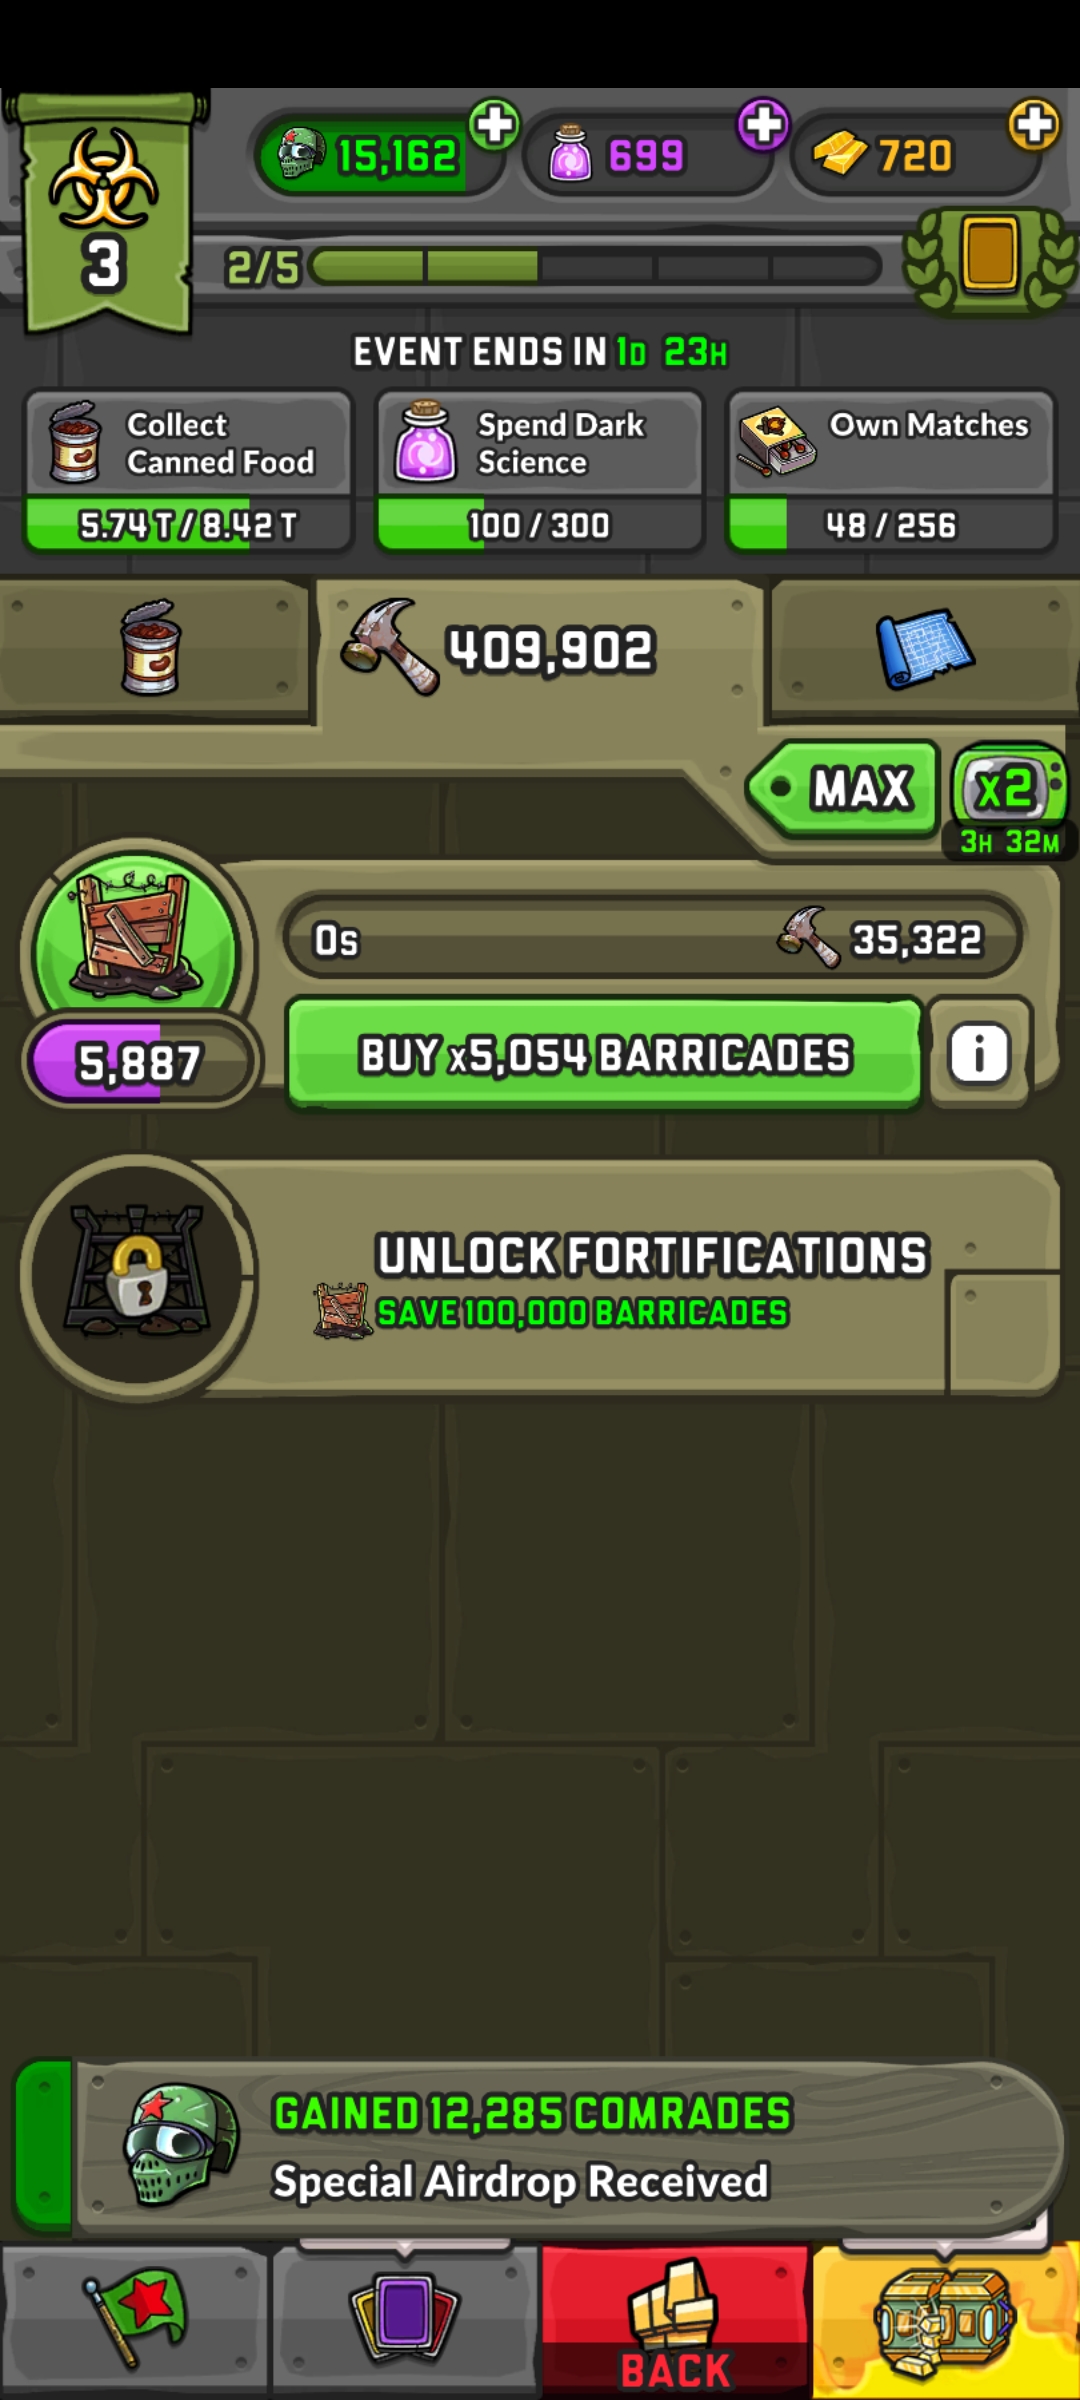 15,162
699
720
3
2/5
EVENT ENDS IN 1D 23H
Collect
Canned Food
5.74 T / 8.42 T
Spend Dark
Science
100 / 300
Own Matches
48 / 256
409,902
MAX
x2
3H 32M
0s
35,322
5,887
BUY x5,054 BARRICADES
i
UNLOCK FORTIFICATIONS
SAVE 100,000 BARRICADES
GAINED 12,285 COMRADES
Special Airdrop Received
BACK